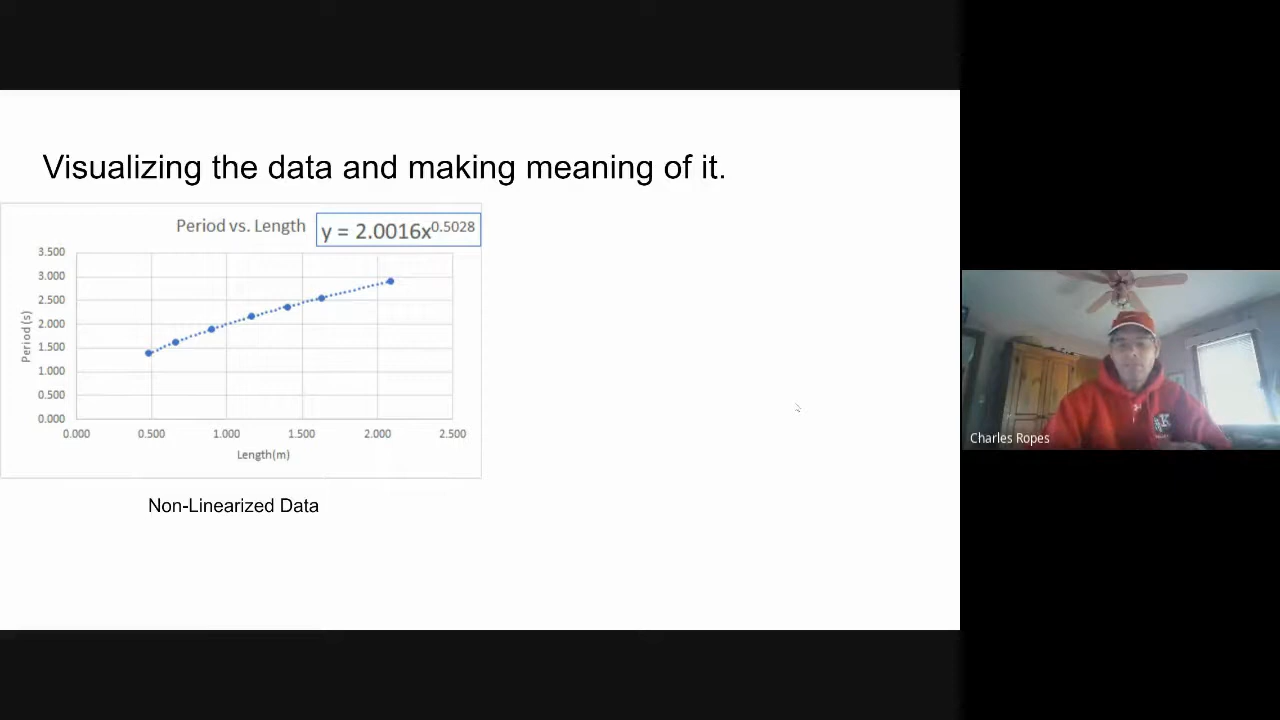 Visualizing the data and making meaning of it.
Period vs. Length
y = 2.0016x^0.5028
3.500
3.000
2.500
2.000
1.500
1.000
0.500
0.000
Period (s)
0.000 0.500 1.000 1.500 2.000 2.500
Length(m)
Non-Linearized Data
Charles Ropes